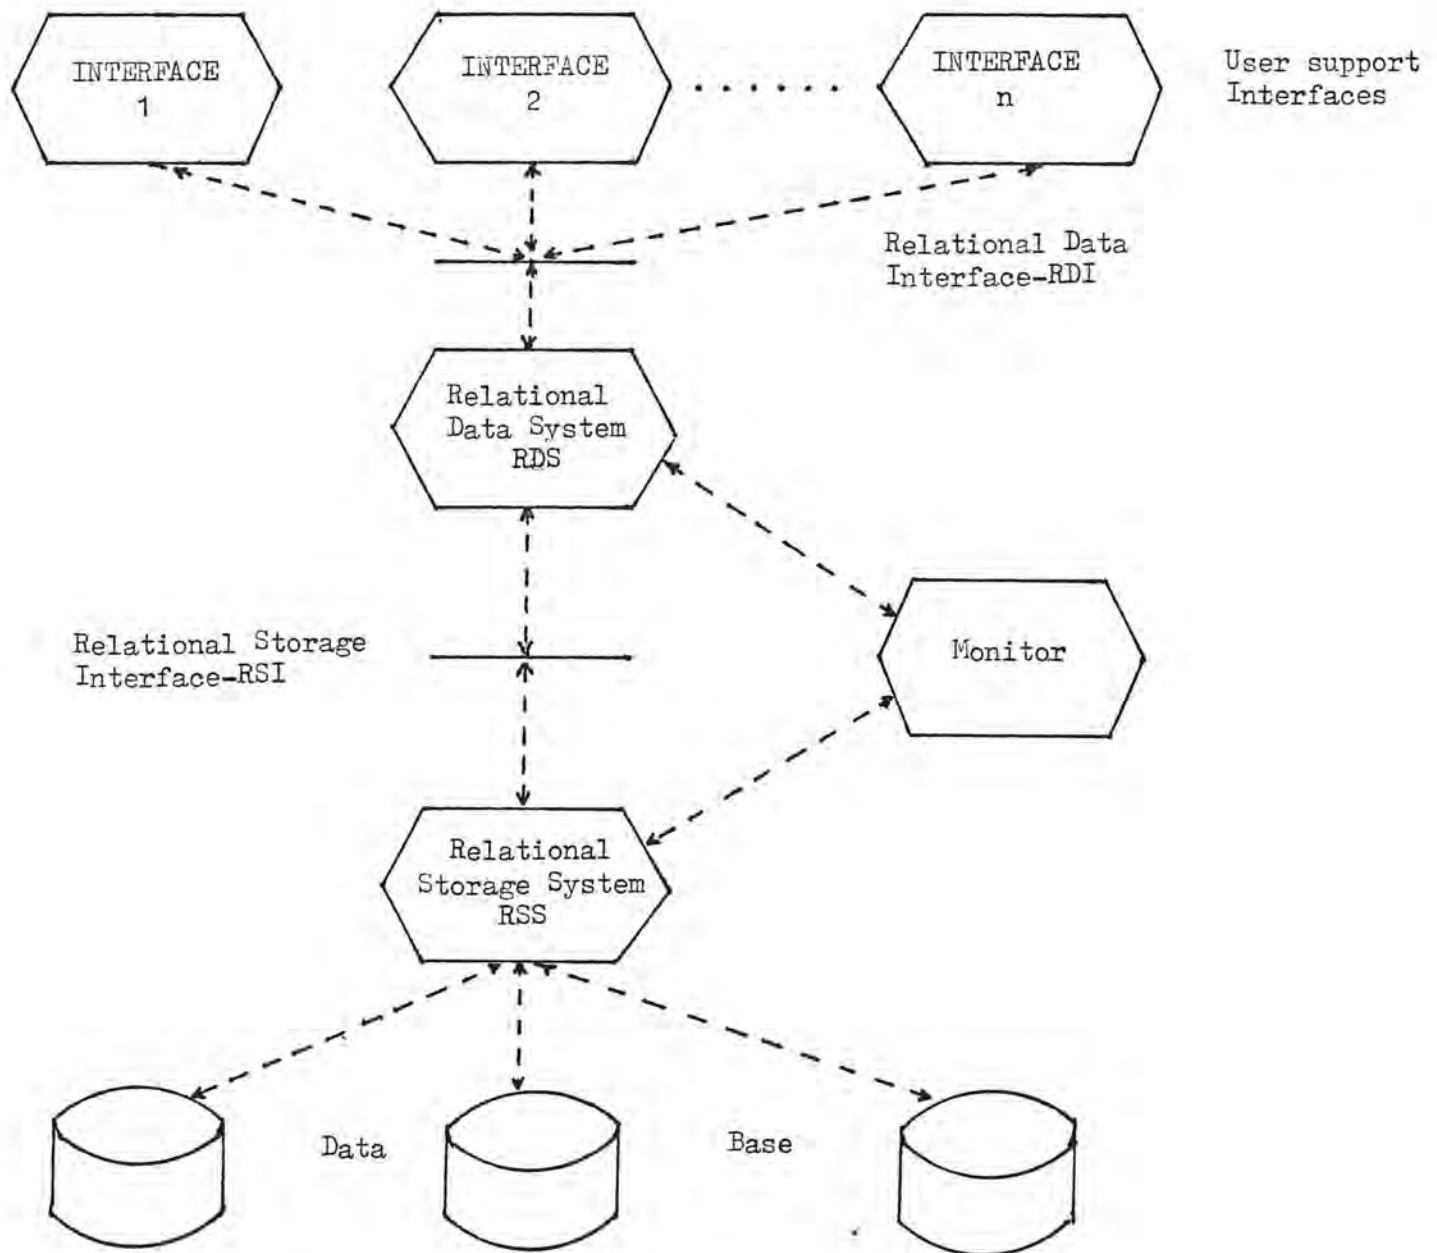 INTERFACE
1
INTERFACE
2
INTERFACE
n
User support
Interfaces
Relational Data
Interface-RDI
Relational
Data System
RDS
Relational Storage
Interface-RSI
Monitor
Relational
Storage System
RSS
Data
Base